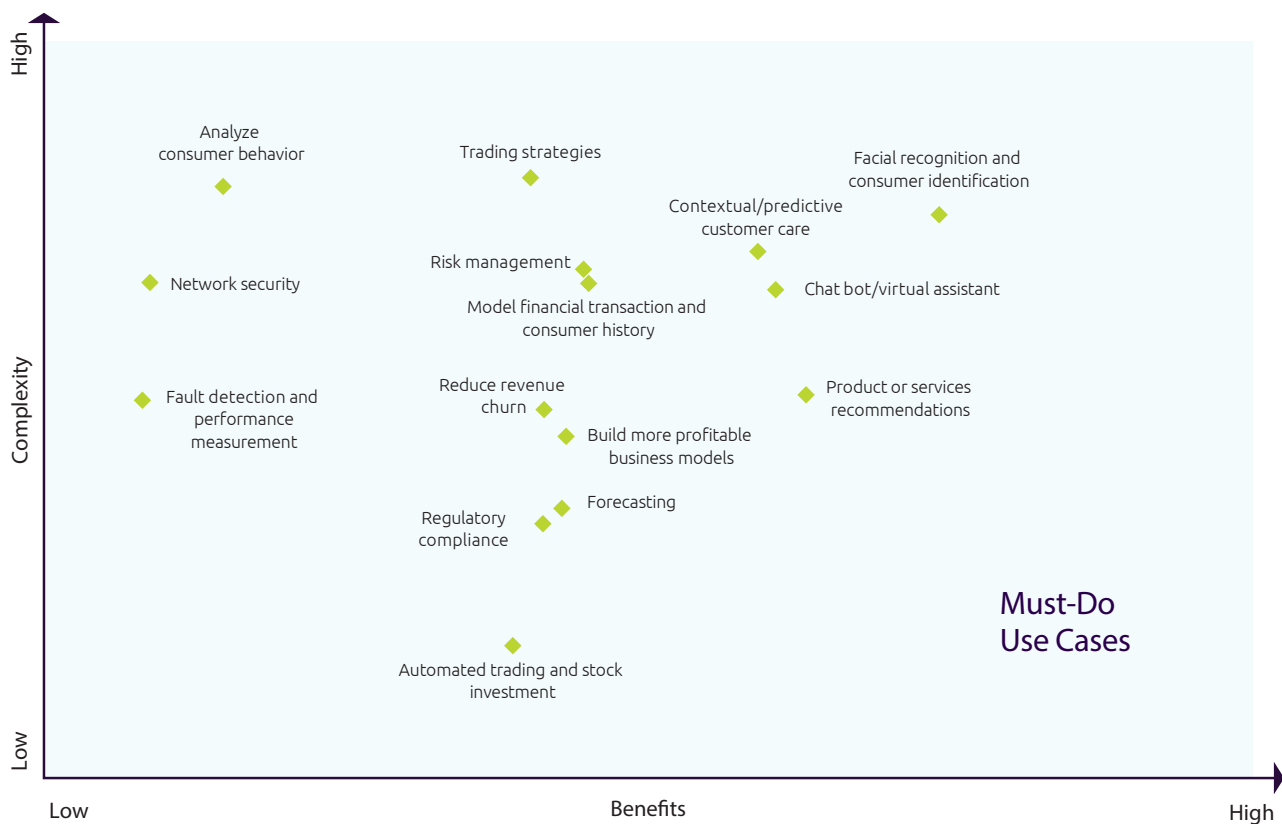 High
Analyze
consumer behavior
Trading strategies
Facial recognition and
consumer identification
Contextual/predictive
customer care
Risk management
Network security
Chat bot/virtual assistant
Model financial transaction and
consumer history
Complexity
Fault detection and
performance
measurement
Reduce revenue
churn
Product or services
recommendations
Build more profitable
business models
Forecasting
Regulatory
compliance
Must-Do
Use Cases
Automated trading and stock
investment
Low
Low
Benefits
High